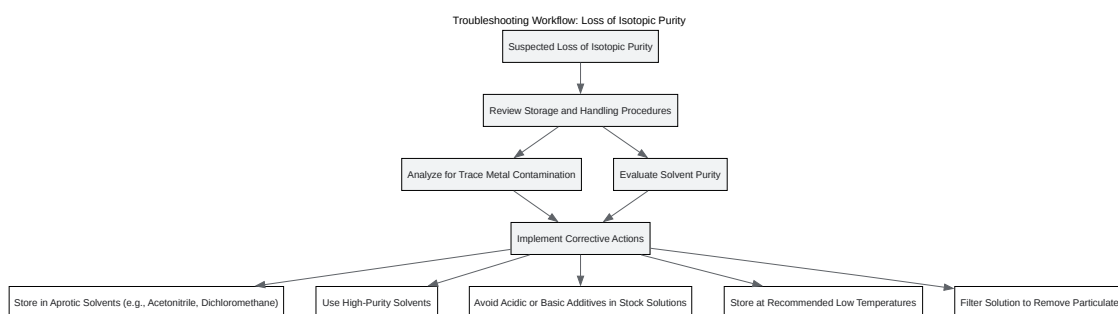 Troubleshooting Workflow: Loss of Isotopic Purity
Suspected Loss of Isotopic Purity
Review Storage and Handling Procedures
Analyze for Trace Metal Contamination
Evaluate Solvent Purity
Implement Corrective Actions
Store in Aprotic Solvents (e.g., Acetonitrile, Dichloromethane)
Use High-Purity Solvents
Avoid Acidic or Basic Additives in Stock Solutions
Store at Recommended Low Temperatures
Filter Solution to Remove Particulate